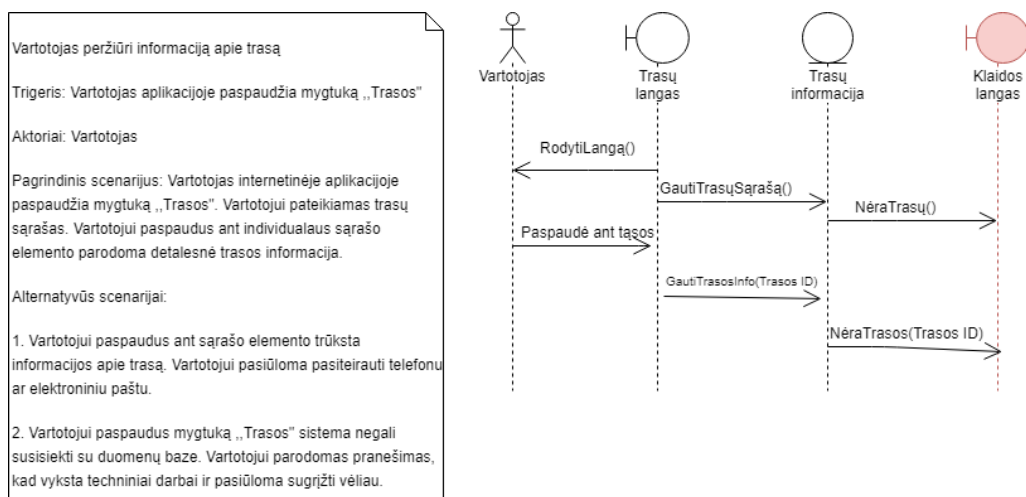 Vartotojas peržiūri informaciją apie trasą
Trigeris: Vartotojas aplikacijoje paspaudžia mygtuką ,,Trasos"
Aktoriai: Vartotojas
Pagrindinis scenarijus: Vartotojas internetinėje aplikacijoje
paspaudžia mygtuką ,,Trasos". Vartotojui pateikiamas trasų
sąrašas. Vartotojui paspaudus ant individualaus sąrašo
elemento parodoma detalesnė trasos informacija.
Alternatyvūs scenarijai:
1. Vartotojui paspaudus ant sąrašo elemento trūksta
informacijos apie trasą. Vartotojui pasiūloma pasiteirauti telefonu
ar elektroniniu paštu.
2. Vartotojui paspaudus mygtuką ,,Trasos" sistema negali
susisiekti su duomenų baze. Vartotojui parodomas pranešimas,
kad vyksta techniniai darbai ir pasiūloma sugrįžti vėliau.
Vartotojas
Trasų
langas
Trasų
informacija
Klaidos
langas
RodytiLangą()
GautiTrasųSąrašą()
NėraTrasų()
Paspaudė ant tąsos
GautiTrasosInfo(Trasos ID)
NėraTrasos(Trasos ID)